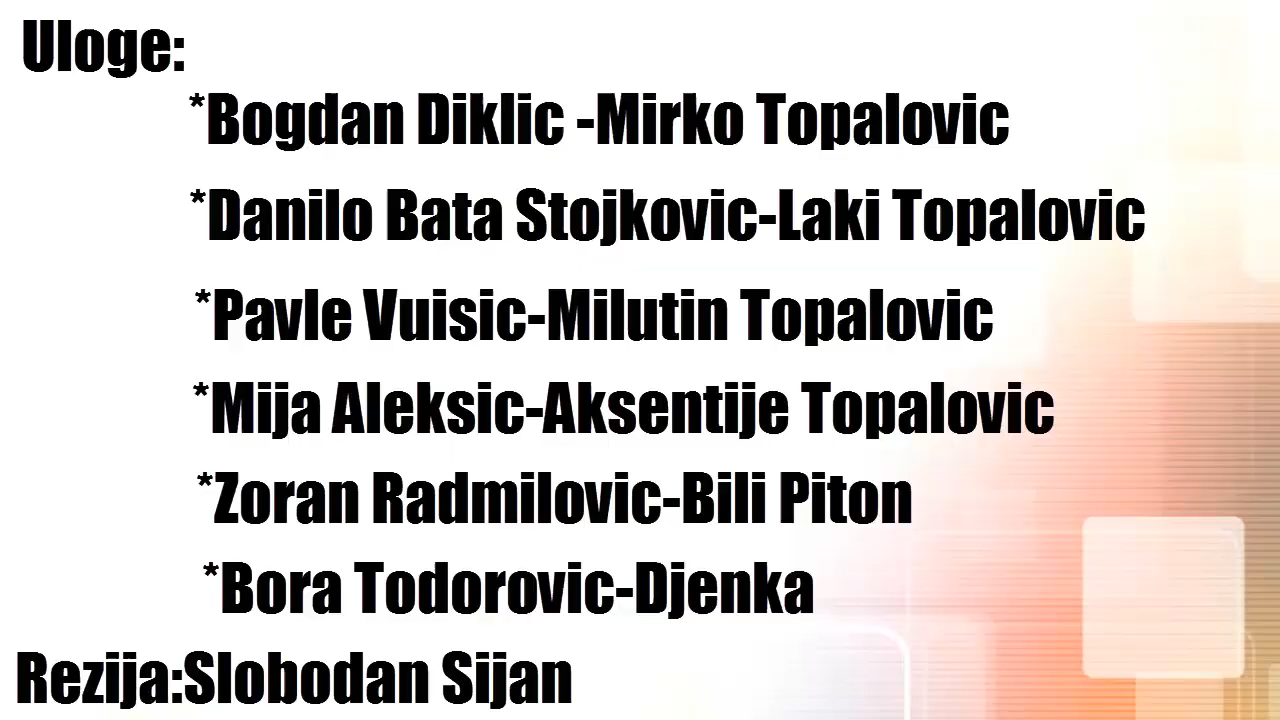 Uloge:
*Bogdan Diklic -Mirko Topalovic
*Danilo Bata Stojkovic-Laki Topalovic
*Pavle Vuisic-Milutin Topalovic
*Mija Aleksic-Aksentije Topalovic
*Zoran Radmilovic-Bili Piton
*Bora Todorovic-Djenka
Rezija:Slobodan Sijan